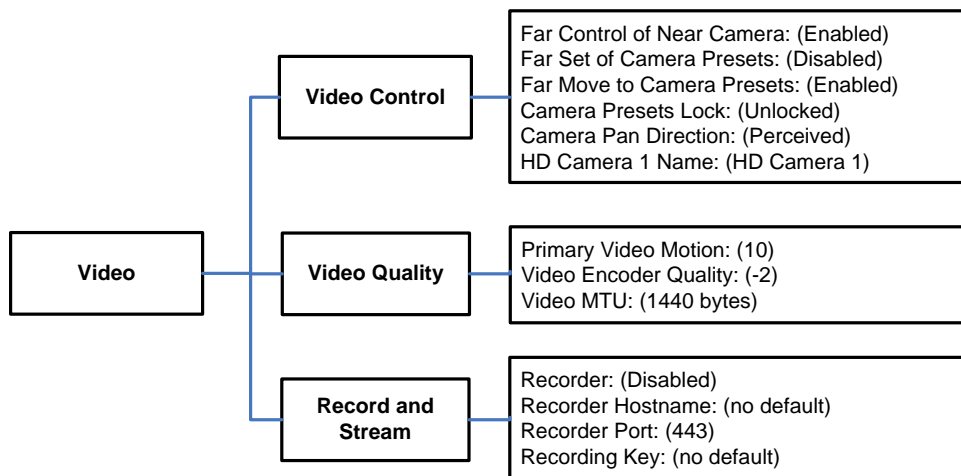 Video
Video Control
Far Control of Near Camera: (Enabled)
Far Set of Camera Presets: (Disabled)
Far Move to Camera Presets: (Enabled)
Camera Presets Lock: (Unlocked)
Camera Pan Direction: (Perceived)
HD Camera 1 Name: (HD Camera 1)
Video Quality
Primary Video Motion: (10)
Video Encoder Quality: (-2)
Video MTU: (1440 bytes)
Record and
Stream
Recorder: (Disabled)
Recorder Hostname: (no default)
Recorder Port: (443)
Recording Key: (no default)